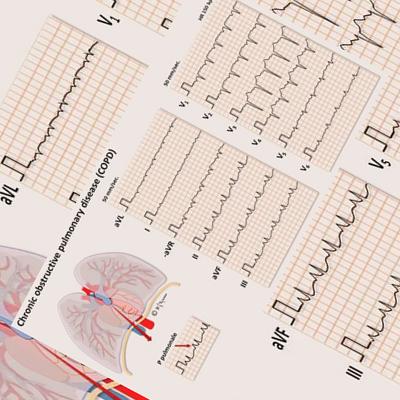 V1
50 mm/sec.
V1
V2
V3
V4
V5
V6
V5
aVL
50 mm/sec.
aVL
I
-aVR
II
aVF
III
Chronic obstructive pulmonary disease (COPD)
P pulmonale
aVF
III